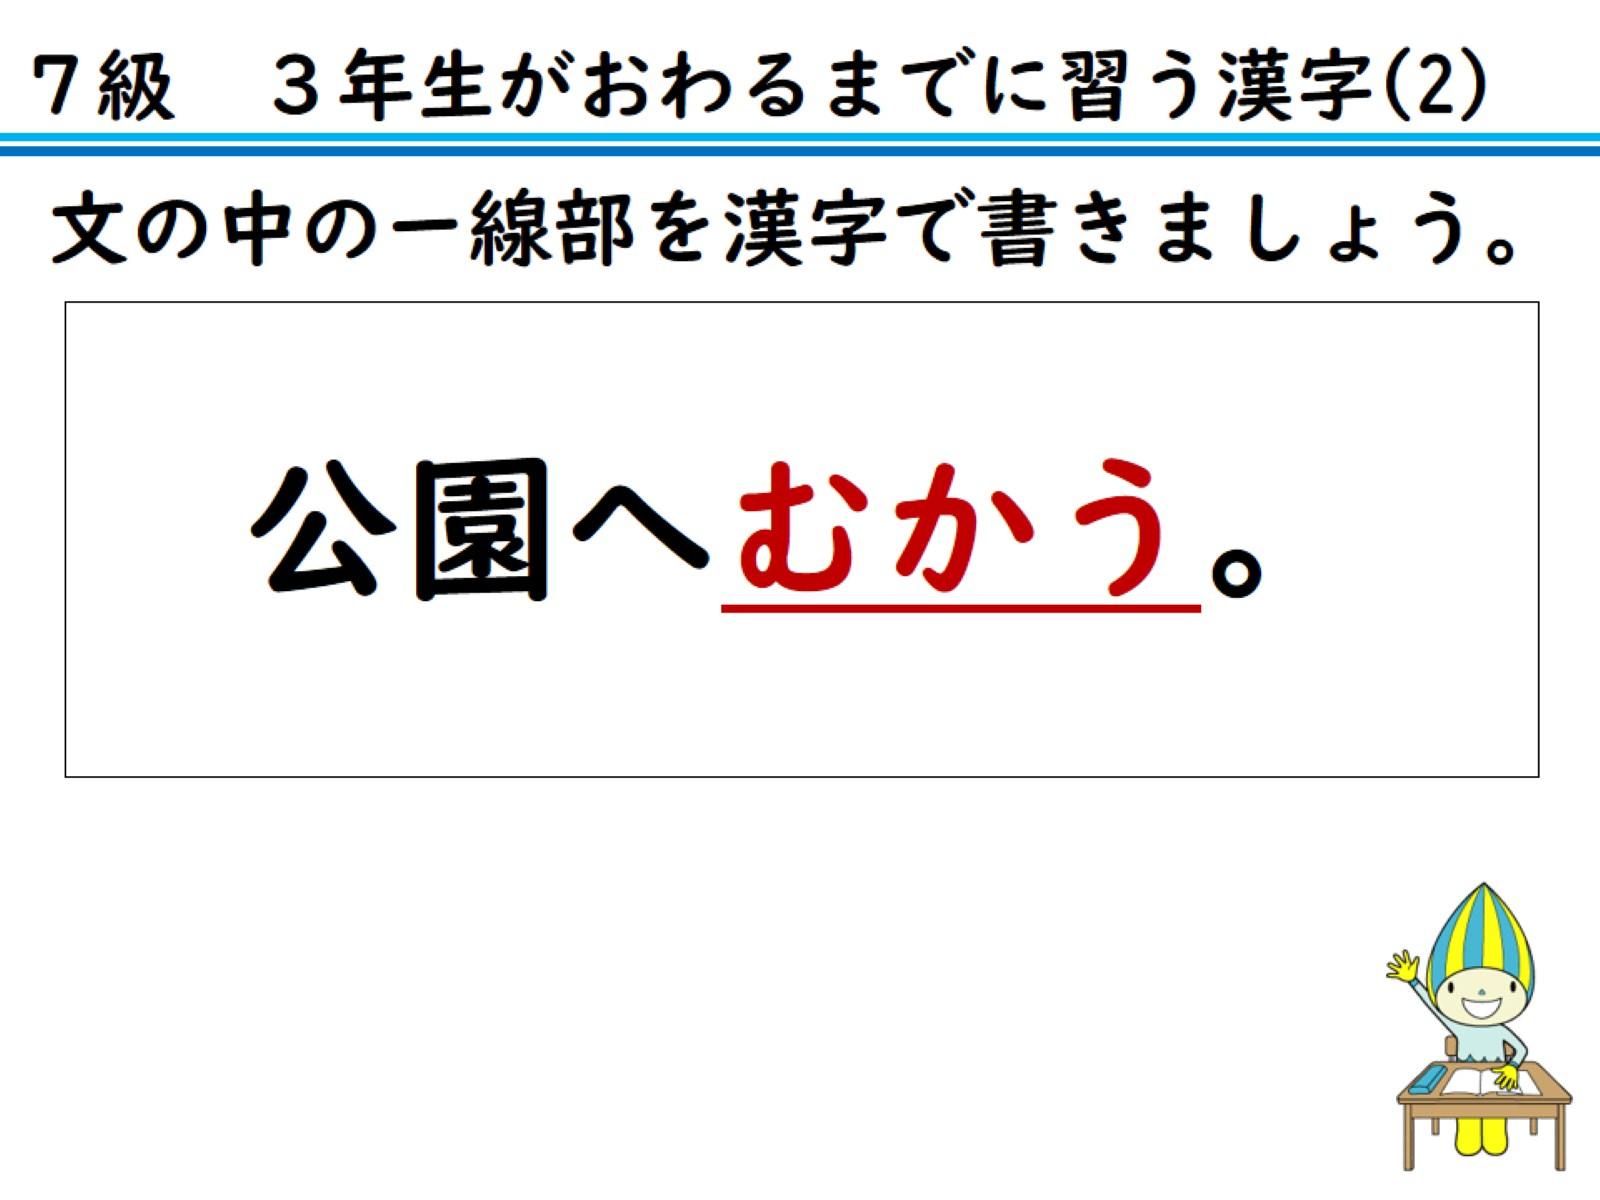 ７級　３年生がおわるまでに習う漢字(2)
文の中の―線部を漢字で書きましょう。
公園へむかう。